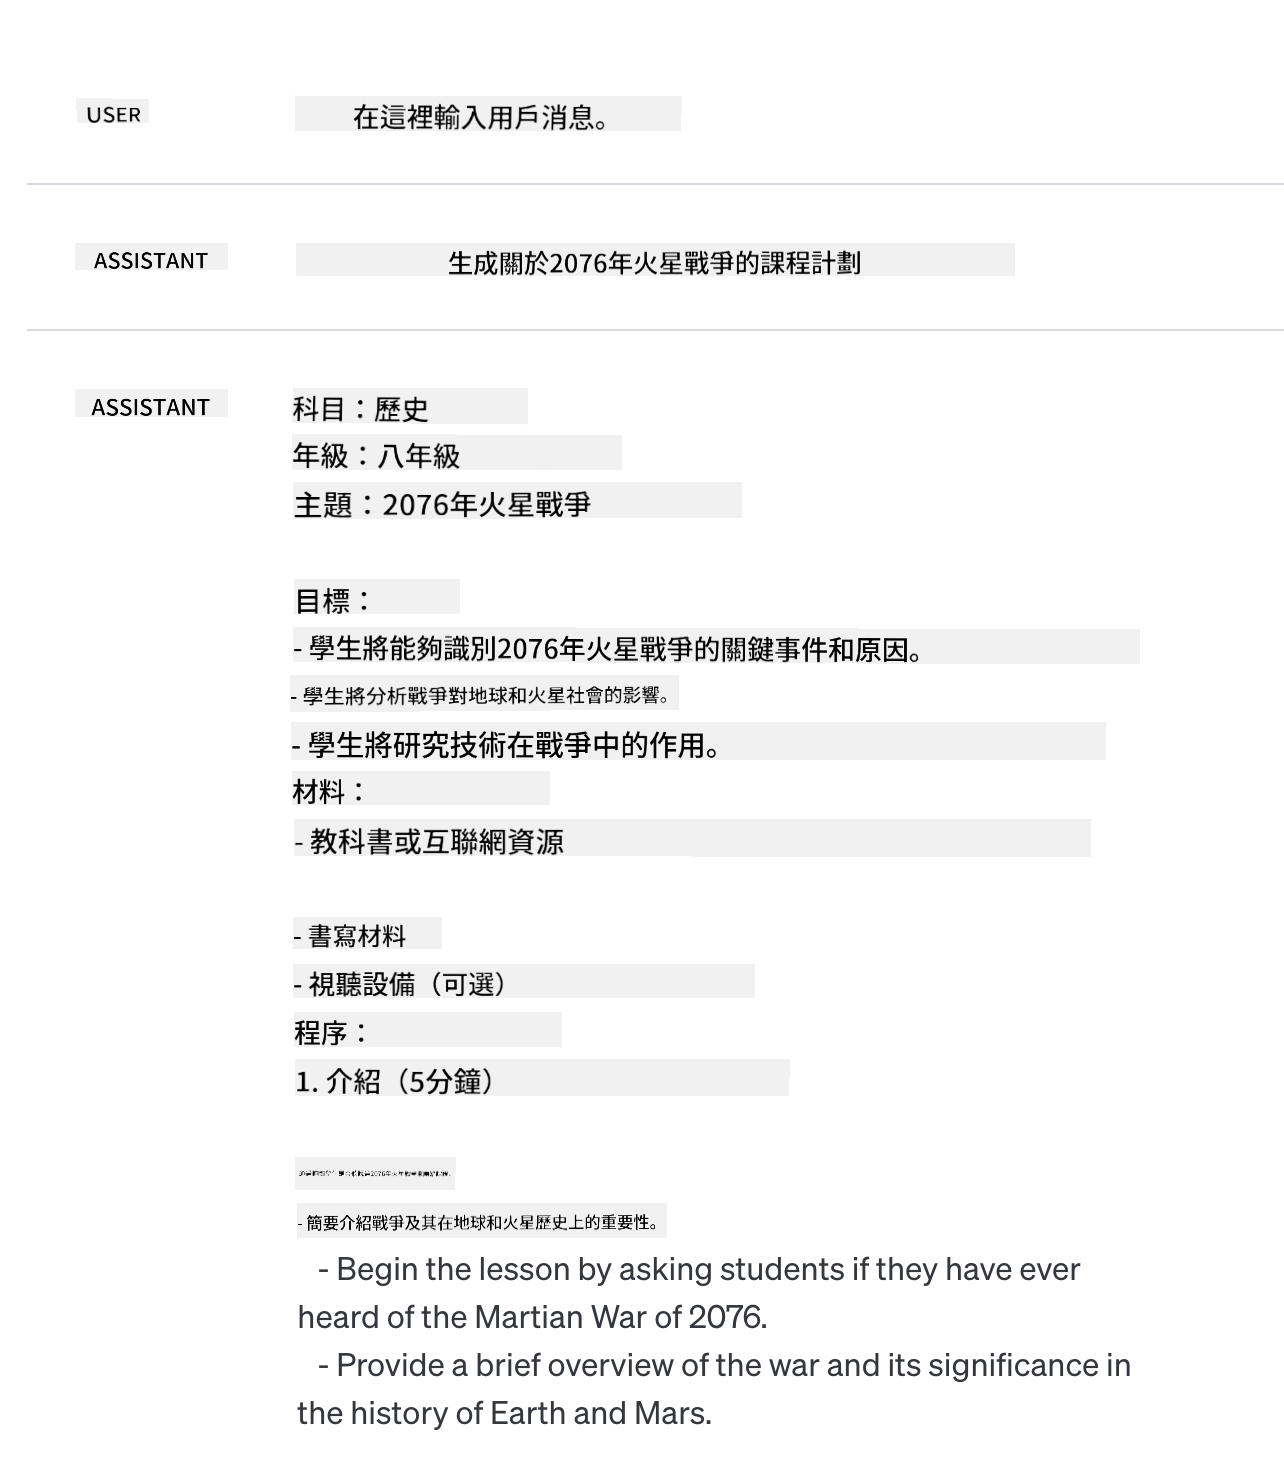 USER
在這裡輸入用戶消息。
ASSISTANT
生成關於2076年火星戰爭的課程計劃
ASSISTANT
科目：歷史
年級：八年級
主題：2076年火星戰爭
目標：
- 學生將能夠識別2076年火星戰爭的關鍵事件和原因。
- 學生將分析戰爭對地球和火星社會的影響。
- 學生將研究技術在戰爭中的作用。
材料：
- 教科書或互聯網資源
- 書寫材料
- 視聽設備（可選）
程序：
1. 介紹（5分鐘）
2076年火星戰爭
- 簡要介紹戰爭及其在地球和火星歷史上的重要性。
- Begin the lesson by asking students if they have ever
heard of the Martian War of 2076.
- Provide a brief overview of the war and its significance in
the history of Earth and Mars.